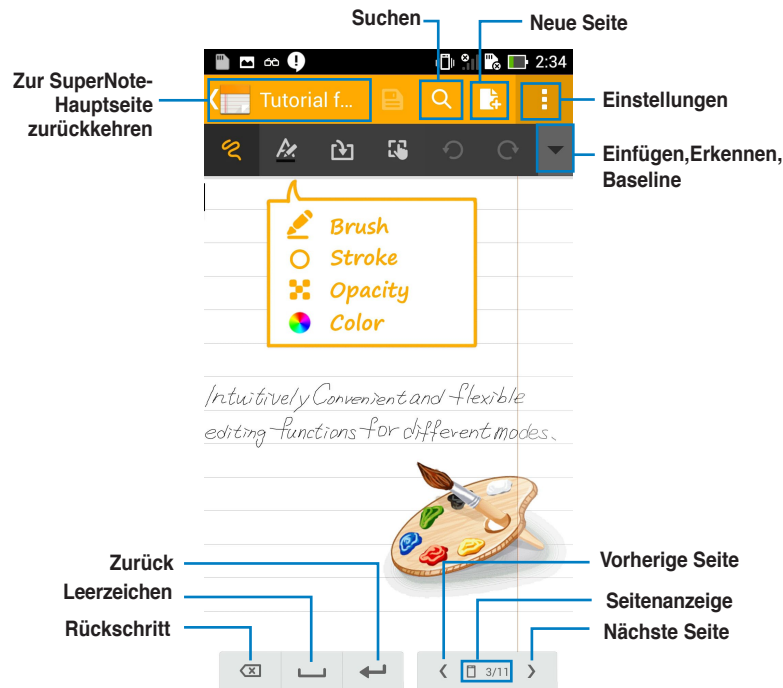 Suchen
Neue Seite
2:34
Zur SuperNote-
Hauptseite
zurückkehren
Tutorial f...
Einstellungen
Einfügen,Erkennen,
Baseline
Brush
Stroke
Opacity
Color
Intuitively Convenient and flexible
editing functions for different modes.
Zurück
Leerzeichen
Rückschritt
Vorherige Seite
Seitenanzeige
Nächste Seite
3/11